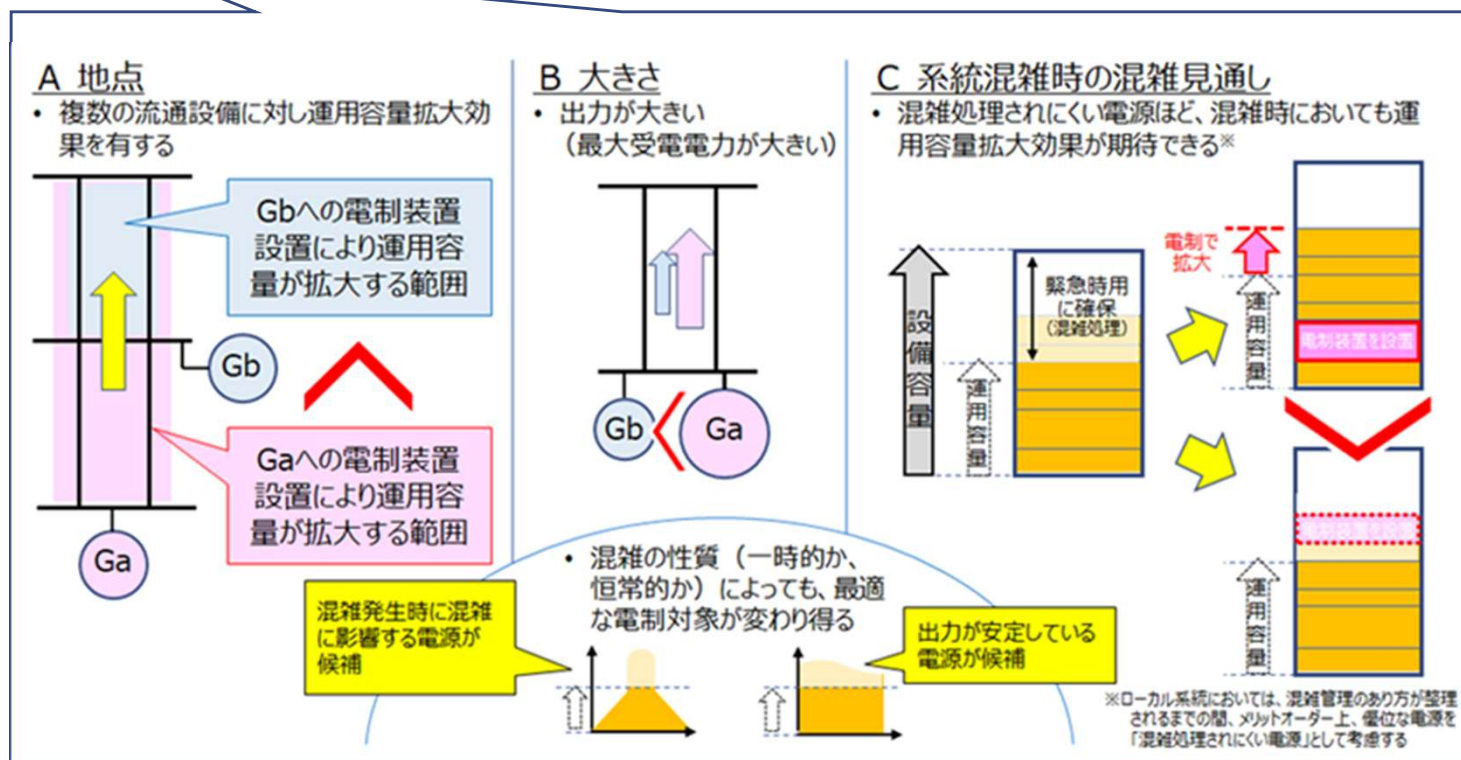 A 地点
• 複数の流通設備に対し運用容量拡大効
果を有する
Gbへの電制装置
設置により運用容
量が拡大する範囲
Gb
Gaへの電制装置
設置により運用容
量が拡大する範囲
Ga
B 大きさ
• 出力が大きい
（最大受電電力が大きい）
Gb
Ga
C 系統混雑時の混雑見通し
• 混雑処理されにくい電源ほど、混雑時においても運
用容量拡大効果が期待できる※
設備容量
緊急時用
に確保
（混雑処理）
運用容量
電制で
拡大
運用容量
電制装置を設置
電制装置を設置
運用容量
• 混雑の性質（一時的か、
恒常的か）によっても、最適
な電制対象が変わり得る
混雑発生時に混雑
に影響する電源が
候補
出力が安定している
電源が候補
※ローカル系統においては、混雑管理のあり方が整理
されるまでの間、メリットオーダー上、優位な電源を
「混雑処理されにくい電源」として考慮する